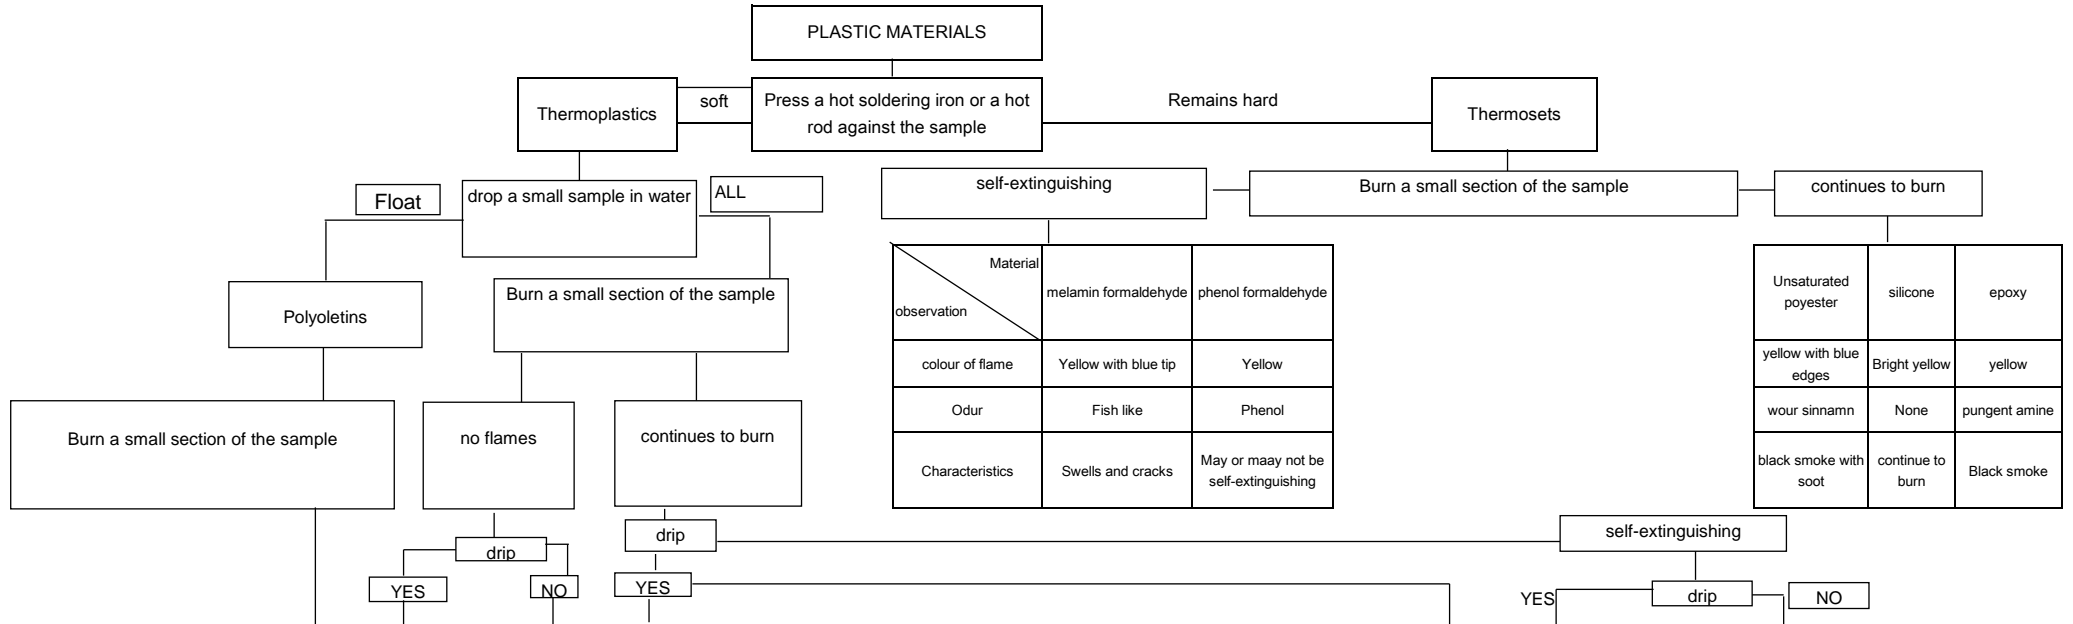 PLASTIC MATERIALS
Thermoplastics
soft
Press a hot soldering iron or a hot
rod against the sample
Remains hard
Thermosets
Float
drop a small sample in water
ALL
self-extinguishing
Burn a small section of the sample
continues to burn
Polyoletins
Burn a small section of the sample
Material
observation
melamin formaldehyde
phenol formaldehyde
colour of flame
Yellow with blue tip
Yellow
Odur
Fish like
Phenol
Characteristics
Swells and cracks
May or maay not be
self-extinguishing
Unsaturated
poyester
silicone
epoxy
yellow with blue
edges
Bright yellow
yellow
wour sinnamn
None
pungent amine
black smoke with
soot
continue to
burn
Black smoke
Burn a small section of the sample
no flames
continues to burn
drip
YES
NO
drip
YES
self-extinguishing
YES
drip
NO